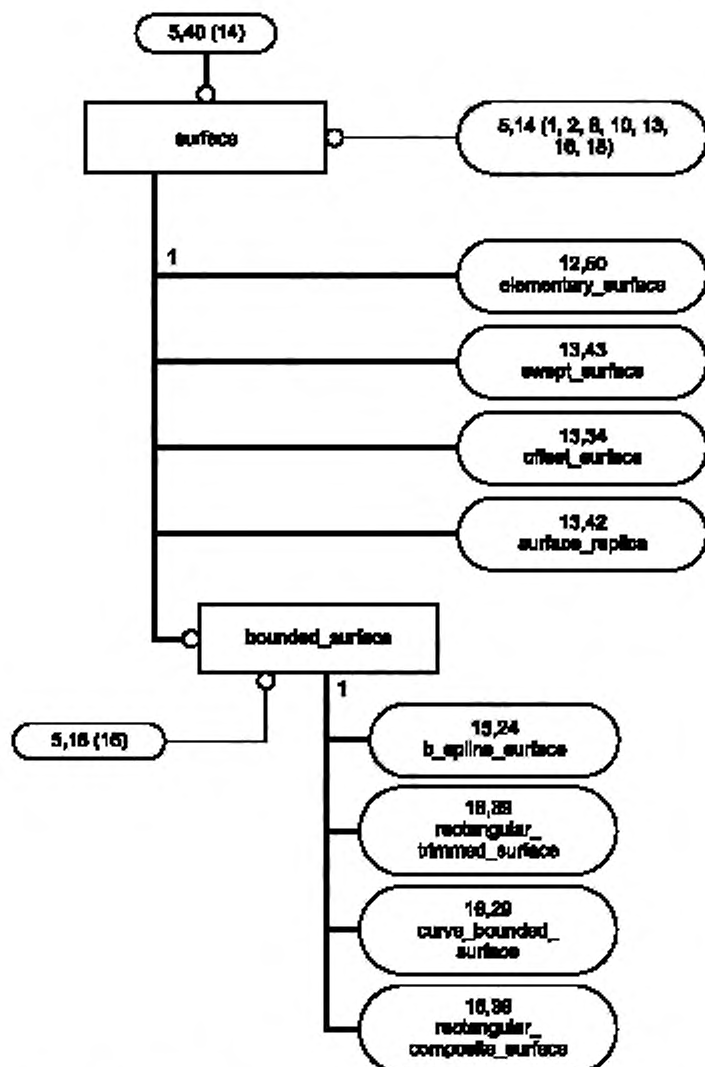 5,40 (14)
surface
5,14 (1, 2, 8, 10, 13,
16, 18)
1
12,50
elementary_surface
13,43
swept_surface
13,34
offset_surface
13,42
surface_replica
bounded_surface
1
5,16 (16)
15,24
b_spline_surface
16,39
rectangular_
trimmed_surface
16,29
curve_bounded_
surface
16,38
rectangular_
composite_surface